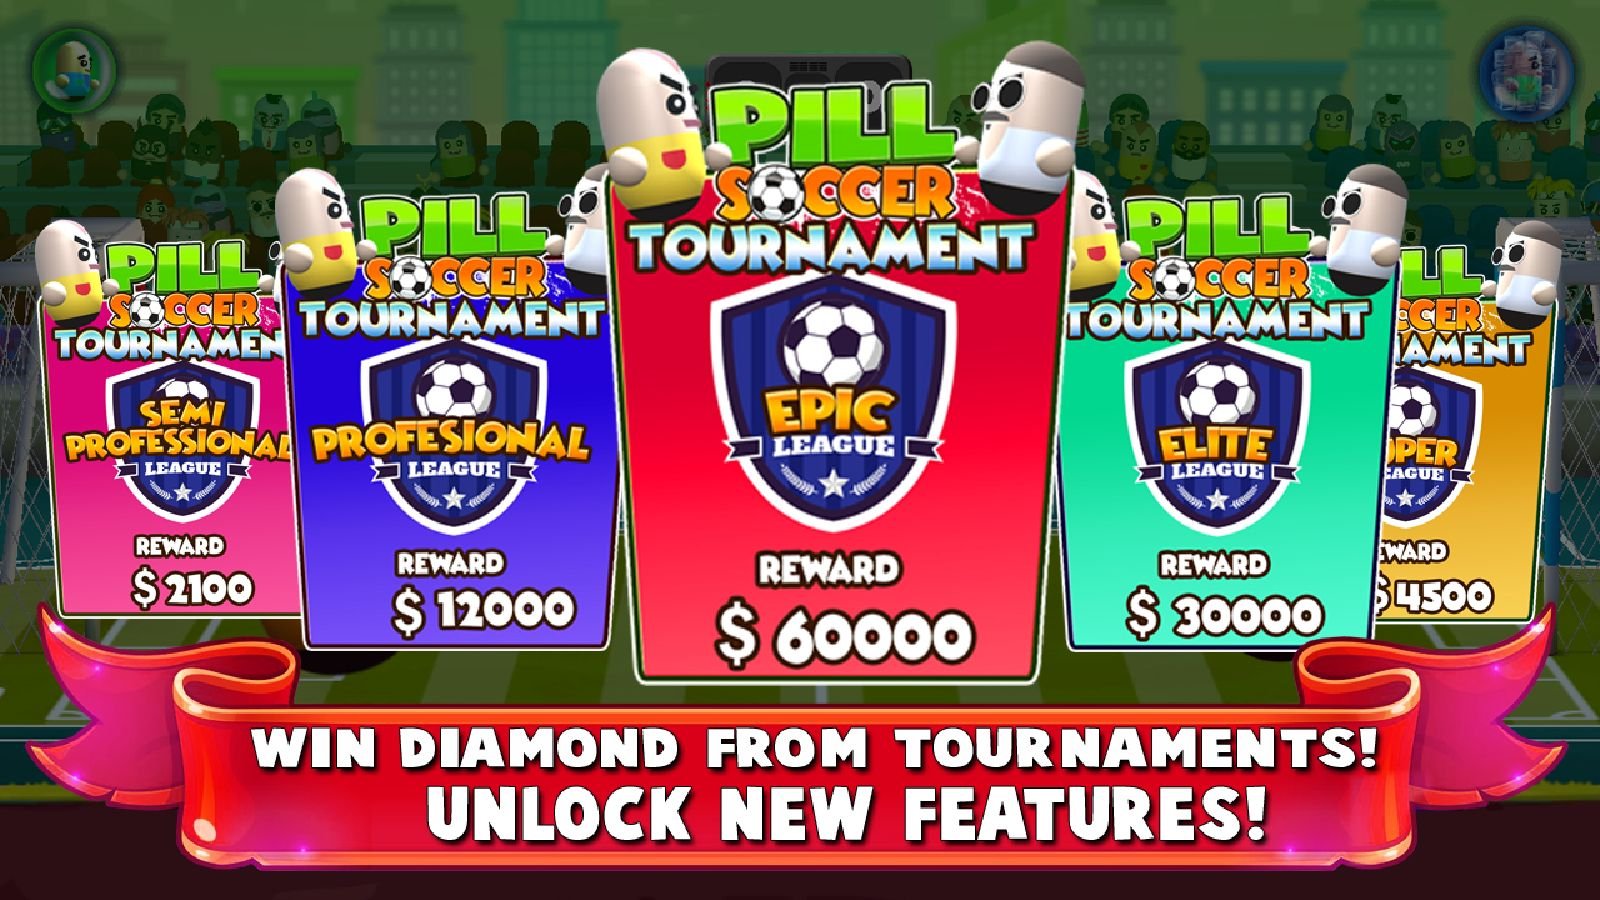 PILL
SOCCER
TOURNAMEN
SEMI
PROFESSIONAL
LEAGUE
REWARD
$ 2100
PILL
SOCCER
TOURNAMENT
PROFESIONAL
LEAGUE
REWARD
$ 12000
PILL
SOCCER
TOURNAMENT
EPIC
LEAGUE
REWARD
$ 60000
PILL
SOCCER
TOURNAMENT
ELITE
LEAGUE
REWARD
$ 30000
LL
CCER
AMENT
PER
EAGUE
WARD
$ 4500
WIN DIAMOND FROM TOURNAMENTS!
UNLOCK NEW FEATURES!